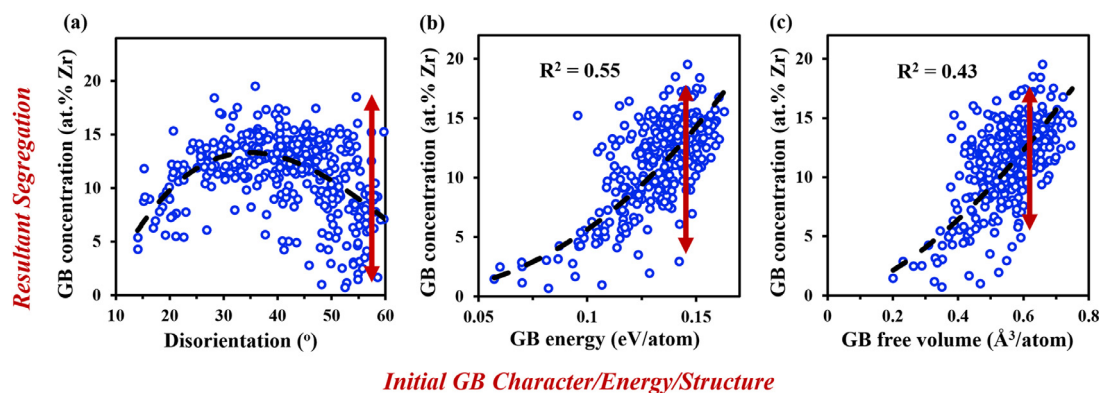 (a)
(b)
(c)
Resultant Segregation
GB concentration (at.% Zr)
20
15
10
5
0
10
20
30
40
50
60
Disorientation (º)
GB concentration (at.% Zr)
20
15
10
5
0
R² = 0.55
0.05
0.1
0.15
GB energy (eV/atom)
GB concentration (at.% Zr)
20
15
10
5
0
R² = 0.43
0
0.2
0.4
0.6
0.8
GB free volume (Å³/atom)
Initial GB Character/Energy/Structure